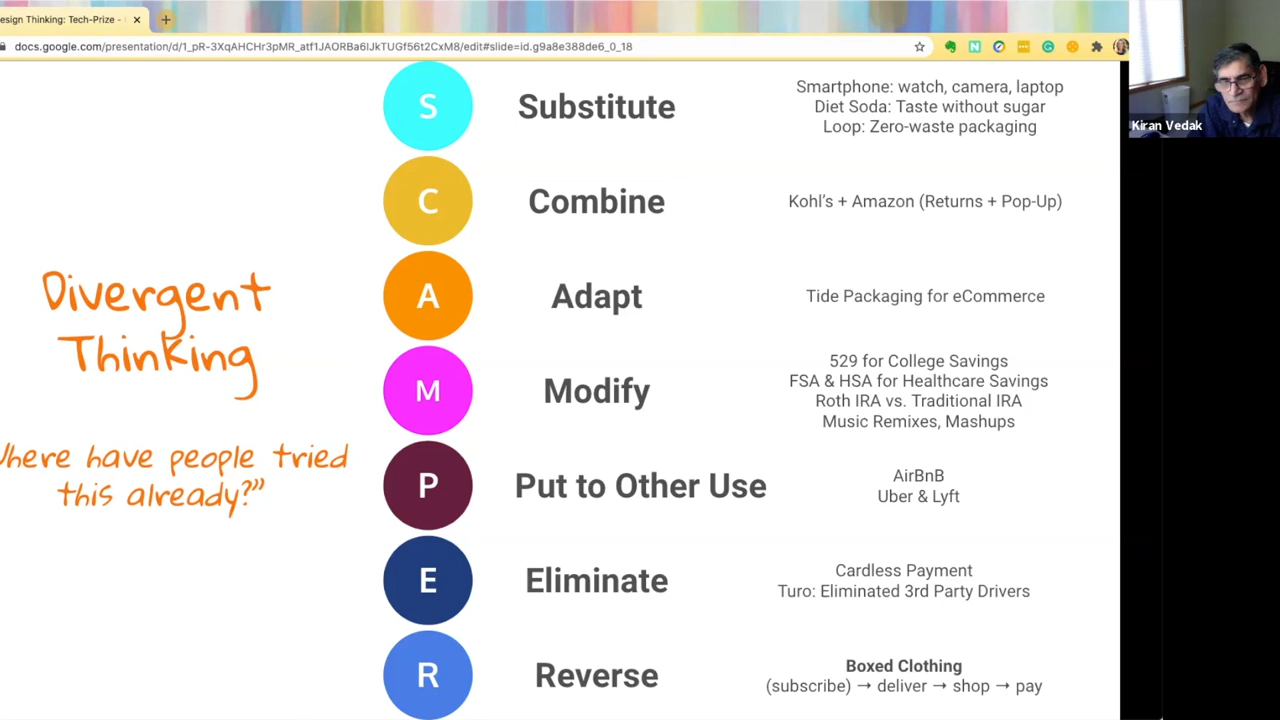 esign Thinking: Tech-Prize -
docs.google.com/presentation/d/1_pR-3XqAHCHr3pMR_atf1JAORBa6lJkTUGf56t2CxM8/edit#slide=id.g9a8e388de6_0_18
Kiran Vedak
Divergent
Thinking
here have people tried
this already?”
S
Substitute
Smartphone: watch, camera, laptop
Diet Soda: Taste without sugar
Loop: Zero-waste packaging
C
Combine
Kohl’s + Amazon (Returns + Pop-Up)
A
Adapt
Tide Packaging for eCommerce
M
Modify
529 for College Savings
FSA & HSA for Healthcare Savings
Roth IRA vs. Traditional IRA
Music Remixes, Mashups
P
Put to Other Use
AirBnB
Uber & Lyft
E
Eliminate
Cardless Payment
Turo: Eliminated 3rd Party Drivers
R
Reverse
Boxed Clothing
(subscribe) → deliver → shop → pay